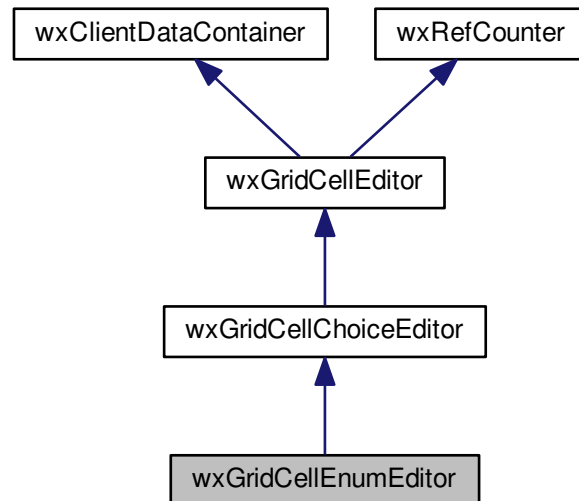 wxClientDataContainer
wxRefCounter
wxGridCellEditor
wxGridCellChoiceEditor
wxGridCellEnumEditor